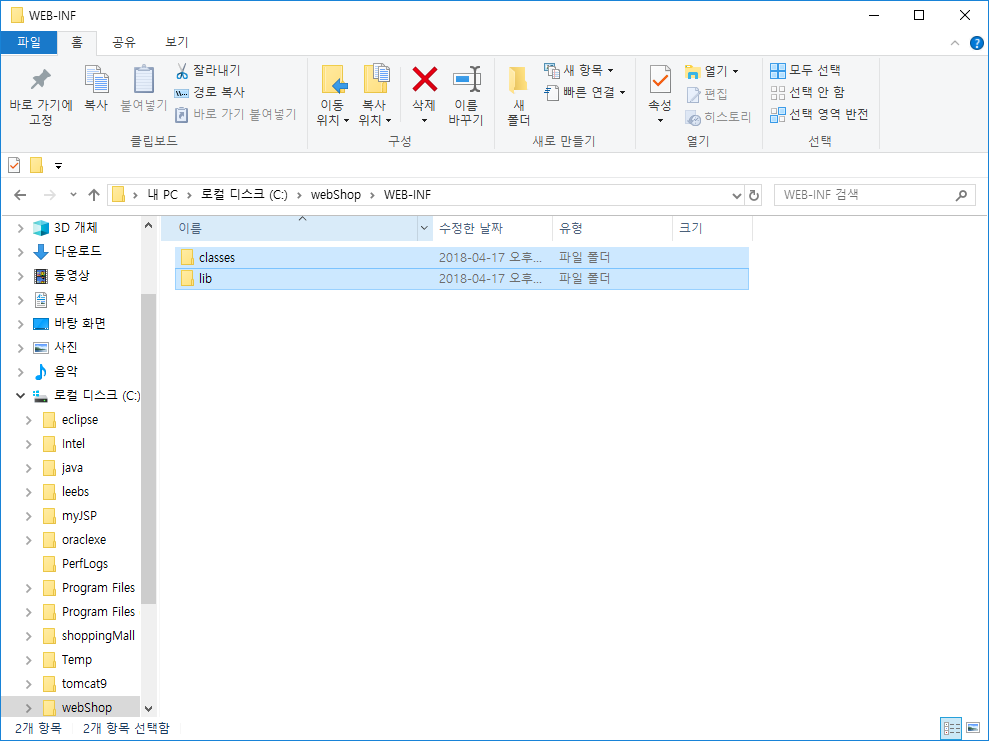 WEB-INF
파일 홈 공유 보기
바로 가기에 고정
복사
붙여넣기
잘라내기
경로 복사
바로 가기 붙여넣기
클립보드
이동 위치
복사 위치
삭제
이름 바꾸기
구성
새 폴더
새 항목
빠른 연결
새로 만들기
속성
열기
편집
히스토리
열기
모두 선택
선택 안 함
선택 영역 반전
선택
내 PC 로컬 디스크 (C:) webShop WEB-INF
WEB-INF 검색
이름 수정한 날짜 유형 크기
classes 2018-04-17 오후... 파일 폴더
lib 2018-04-17 오후... 파일 폴더
3D 개체
다운로드
동영상
문서
바탕 화면
사진
음악
로컬 디스크 (C:)
eclipse
Intel
java
leebs
myJSP
oraclexe
PerfLogs
Program Files
Program Files
shoppingMall
Temp
tomcat9
webShop
2개 항목 2개 항목 선택함